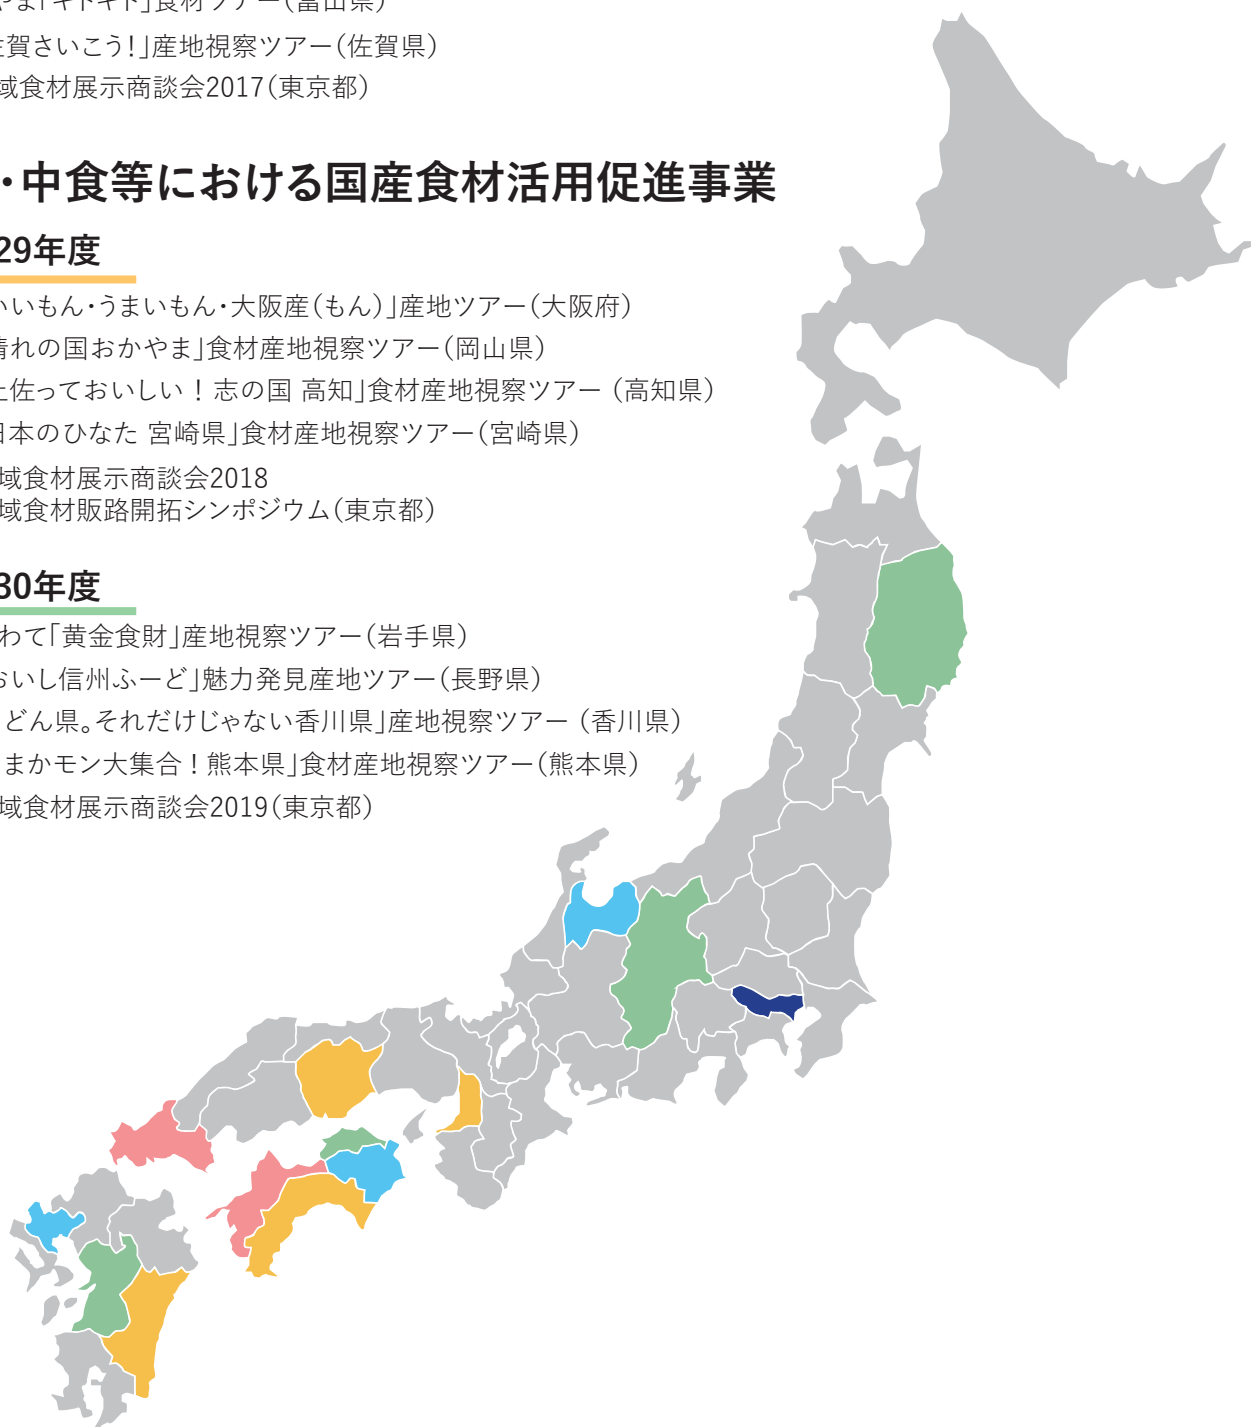 やま「キトキト」食材ツアー(富山県)
佐賀さいこう!」産地視察ツアー(佐賀県)
域食材展示商談会2017(東京都)
・中食等における国産食材活用促進事業
29年度
いいもん・うまいもん・大阪産(もん)」産地ツアー(大阪府)
晴れの国おかやま」食材産地視察ツアー(岡山県)
土佐っておいしい!志の国 高知」食材産地視察ツアー (高知県)
日本のひなた 宮崎県」食材産地視察ツアー(宮崎県)
域食材展示商談会2018
域食材販路開拓シンポジウム(東京都)
30年度
わて「黄金食財」産地視察ツアー(岩手県)
おいし信州ふーど」魅力発見産地ツアー(長野県)
どん県。それだけじゃない香川県」産地視察ツアー (香川県)
まかモン大集合!熊本県」食材産地視察ツアー(熊本県)
域食材展示商談会2019(東京都)